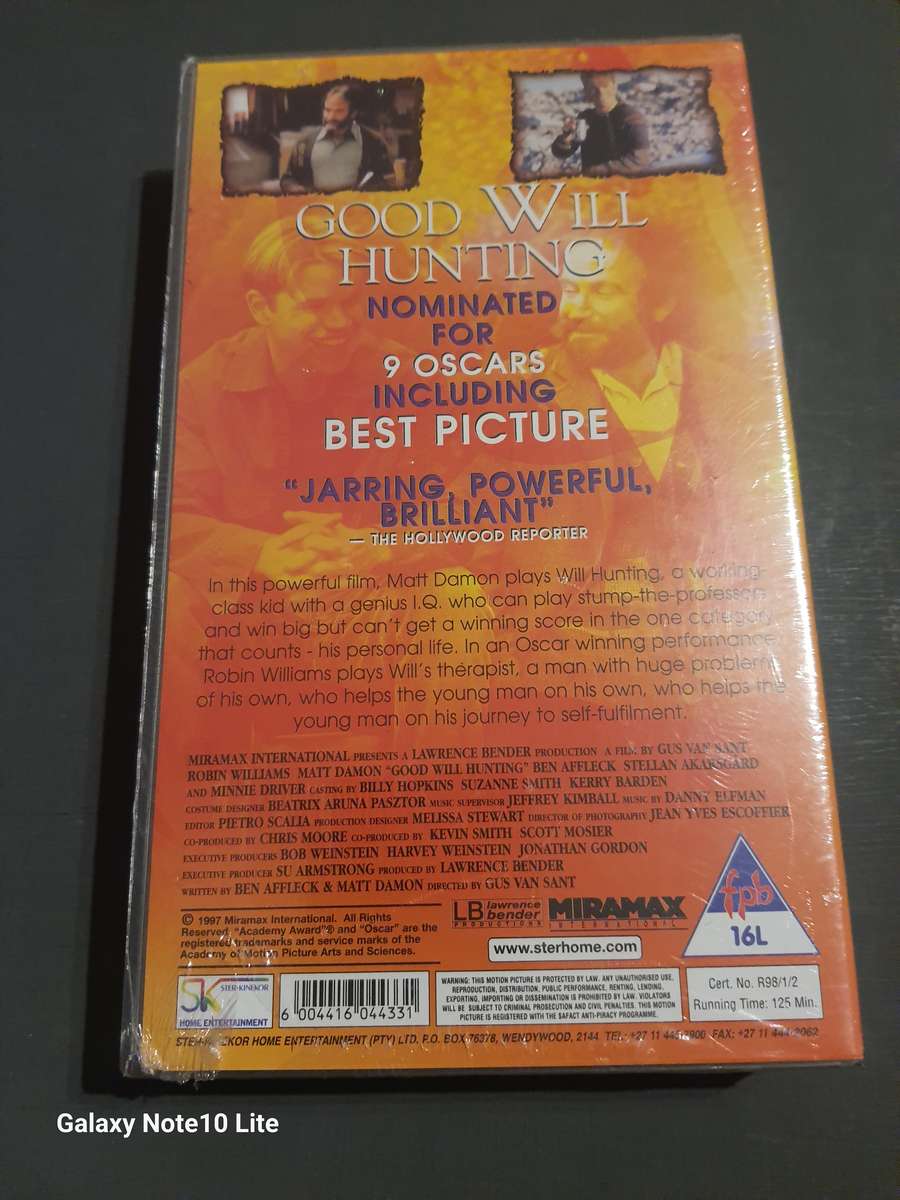 GOOD WILL
HUNTING
NOMINATED
FOR
9 OSCARS
INCLUDING
BEST PICTURE
"JARRING, POWERFUL,
BRILLIANT"
— THE HOLLYWOOD REPORTER
In this powerful film, Matt Damon plays Will Hunting, a working-
class kid with a genius I.Q. who can play stump-the-professor
and win big but can't get a winning score in the one category
that counts - his personal life. In an Oscar winning performance
Robin Williams plays Will's therapist, a man with huge problems
of his own, who helps the young man on his own, who helps the
young man on his journey to self-fulfilment.
MIRAMAX INTERNATIONAL PRESENTS A LAWRENCE BENDER PRODUCTION A FILM BY GUS VAN SANT
ROBIN WILLIAMS MATT DAMON "GOOD WILL HUNTING" BEN AFFLECK STELLAN AKARSGARD
AND MINNIE DRIVER CASTING BY BILLY HOPKINS SUZANNE SMITH KERRY BARDEN
COSTUME DESIGNER BEATRIX ARUNA PASZTOR MUSIC SUPERVISOR JEFFREY KIMBALL MUSIC BY DANNY ELFMAN
EDITOR PIETRO SCALIA PRODUCTION DESIGNER MELISSA STEWART DIRECTOR OF PHOTOGRAPHY JEAN YVES ESCOFFIER
CO-PRODUCED BY CHRIS MOORE CO-PRODUCED BY KEVIN SMITH SCOTT MOSIER
EXECUTIVE PRODUCERS BOB WEINSTEIN HARVEY WEINSTEIN JONATHAN GORDON
EXECUTIVE PRODUCER SU ARMSTRONG PRODUCED BY LAWRENCE BENDER
WRITTEN BY BEN AFFLECK & MATT DAMON DIRECTED BY GUS VAN SANT
© 1997 Miramax International. All Rights
Reserved. "Academy Award"® and "Oscar" are the
registered trademarks and service marks of the
Academy of Motion Picture Arts and Sciences.
LB lawrence
bender
PRODUCTIONS
MIRAMAX
INTERNATIONAL
www.sterhome.com
fpb
16L
SK STER-KINEKOR
HOME ENTERTAINMENT
6 004416 044331
WARNING: THIS MOTION PICTURE IS PROTECTED BY LAW. ANY UNAUTHORISED USE,
REPRODUCTION, DISTRIBUTION, PUBLIC PERFORMANCE, RENTING, LENDING,
EXPORTING, IMPORTING OR DISSEMINATION IS PROHIBITED BY LAW. VIOLATORS
WILL BE SUBJECT TO CRIMINAL PROSECUTION AND CIVIL PENALTIES. THIS MOTION
PICTURE IS REGISTERED WITH THE SAFACT ANTI-PIRACY PROGRAMME.
Cert. No. R98/1/2
Running Time: 125 Min.
HOME ENTERTAINMENT (PTY) LTD. P.O. BOX 76378, WENDYWOOD, 2144 TEL: +27 11 FAX: +27 11
Galaxy Note10 Lite